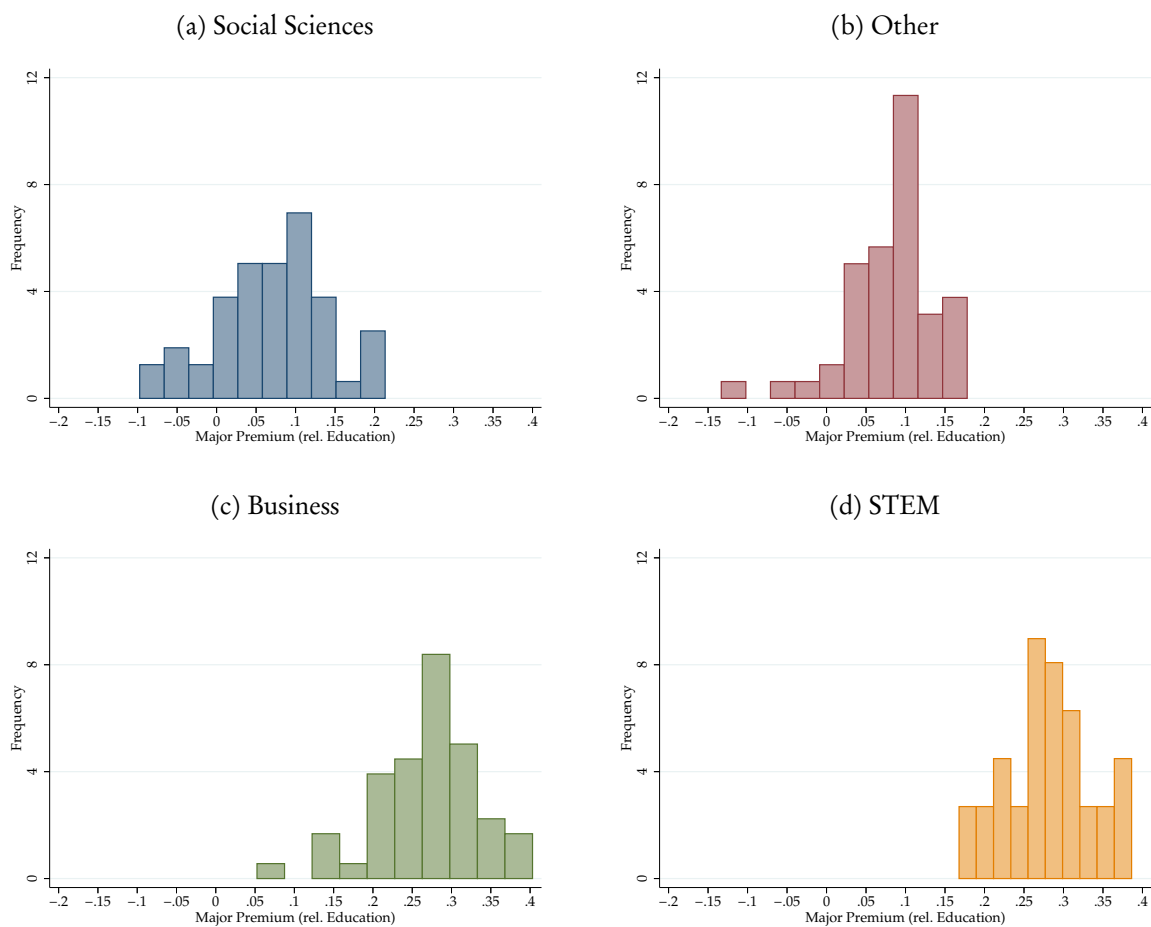 (a) Social Sciences
12
8
4
0
Frequency
−.2 −.15 −.1 −.05 0 .05 .1 .15 .2 .25 .3 .35 .4
Major Premium (rel. Education)
(b) Other
12
8
4
0
Frequency
−.2 −.15 −.1 −.05 0 .05 .1 .15 .2 .25 .3 .35 .4
Major Premium (rel. Education)
(c) Business
12
8
4
0
Frequency
−.2 −.15 −.1 −.05 0 .05 .1 .15 .2 .25 .3 .35 .4
Major Premium (rel. Education)
(d) STEM
12
8
4
0
Frequency
−.2 −.15 −.1 −.05 0 .05 .1 .15 .2 .25 .3 .35 .4
Major Premium (rel. Education)